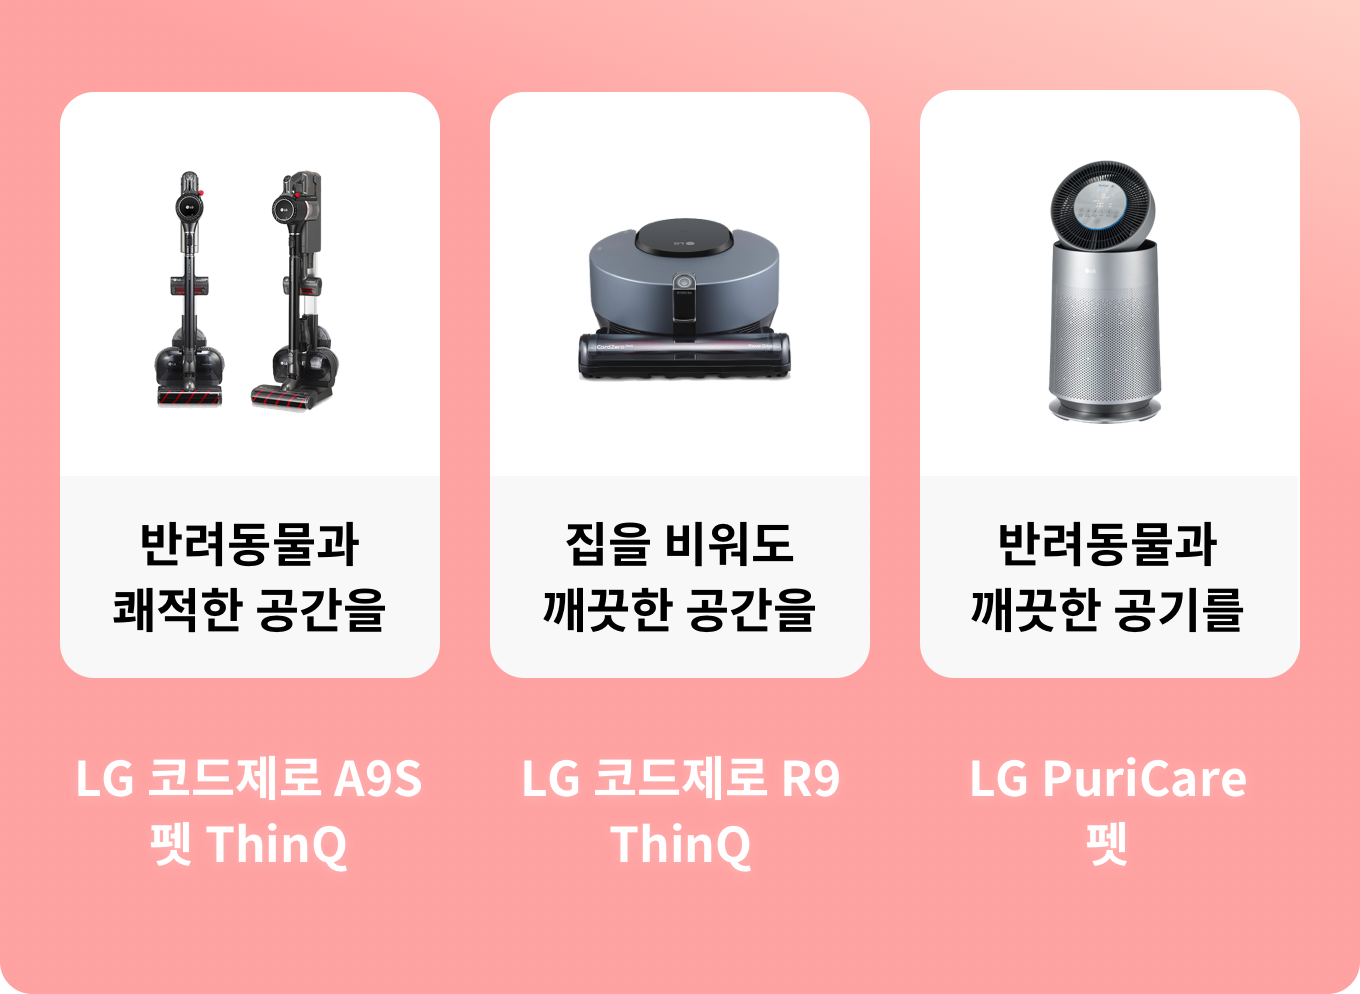 반려동물과
쾌적한 공간을
집을 비워도
깨끗한 공간을
반려동물과
깨끗한 공기를
LG 코드제로 A9S
펫 ThinQ
LG 코드제로 R9
ThinQ
LG PuriCare
펫